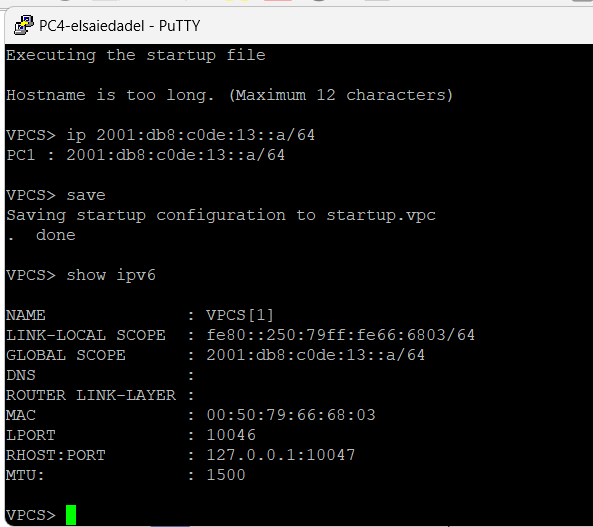 PC4-elsaiedadel - PuTTY
Executing the startup file
Hostname is too long. (Maximum 12 characters)
VPCS> ip 2001:db8:c0de:13::a/64
PC1 : 2001:db8:c0de:13::a/64
VPCS> save
Saving startup configuration to startup.vpc
.  done
VPCS> show ipv6
NAME              : VPCS[1]
LINK-LOCAL SCOPE  : fe80::250:79ff:fe66:6803/64
GLOBAL SCOPE      : 2001:db8:c0de:13::a/64
DNS               :
ROUTER LINK-LAYER :
MAC               : 00:50:79:66:68:03
LPORT             : 10046
RHOST:PORT        : 127.0.0.1:10047
MTU:              : 1500
VPCS>